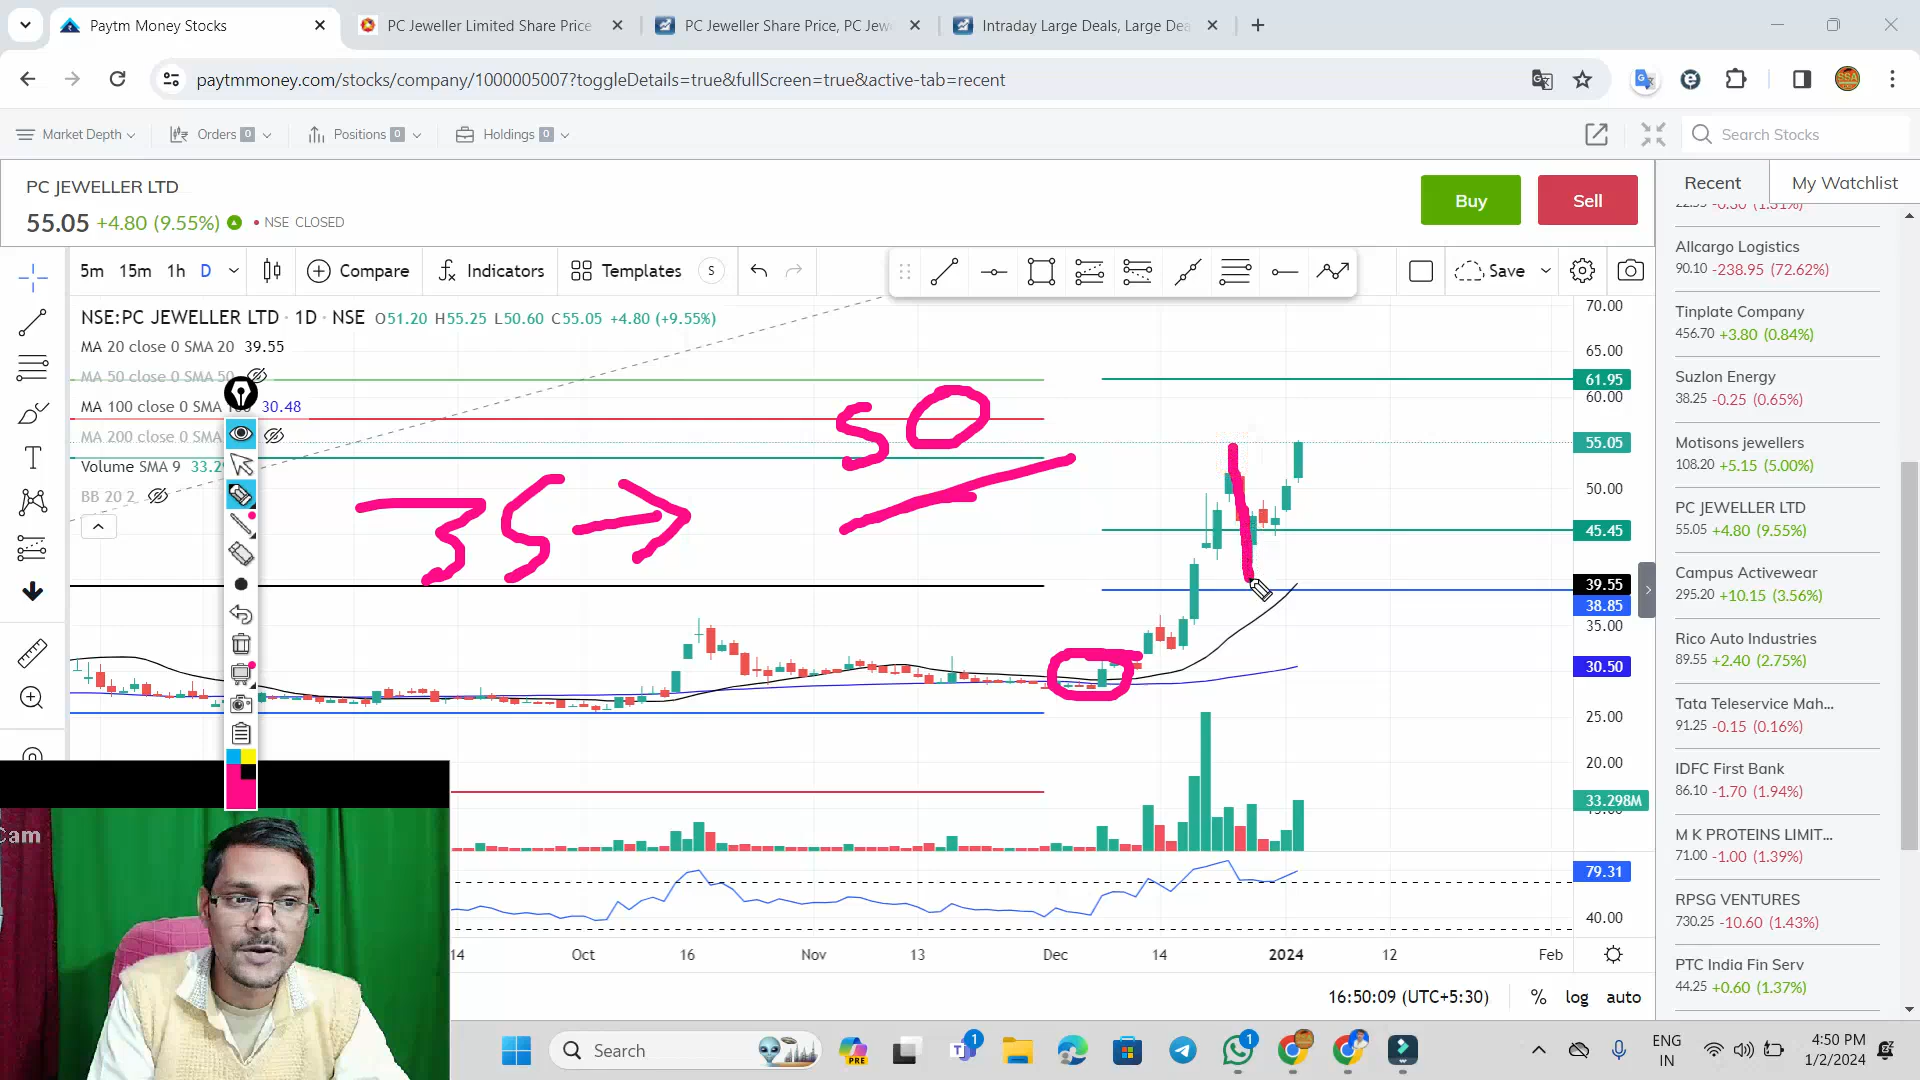 Paytm Money Stocks
PC Jeweller Limited Share Price
PC Jeweller Share Price, PC Jew
Intraday Large Deals, Large Dea
paytmmoney.com/stocks/company/1000005007?toggleDetails=true&fullScreen=true&active-tab=recent
Market Depth
Orders 0
Positions 0
Holdings 0
Search Stocks
PC JEWELLER LTD
55.05 +4.80 (9.55%) • NSE CLOSED
Buy
Sell
Recent
My Watchlist
5m 15m 1h D
Compare
Indicators
Templates
S
Save
NSE:PC JEWELLER LTD · 1D · NSE O51.20 H55.25 L50.60 C55.05 +4.80 (+9.55%)
MA 20 close 0 SMA 20 39.55
MA 50 close 0 SMA 50
MA 100 close 0 SMA 100 30.48
MA 200 close 0 SMA
Volume SMA 9 33.29
BB 20 2
35 → 50
70.00
65.00
61.95
60.00
55.05
50.00
45.45
39.55
38.85
35.00
30.50
25.00
20.00
33.298M
79.31
40.00
14 Oct 16 Nov 13 Dec 14 2024 12 Feb
16:50:09 (UTC+5:30)
% log auto
-0.30 (1.31%)
Allcargo Logistics
90.10 -238.95 (72.62%)
Tinplate Company
456.70 +3.80 (0.84%)
Suzlon Energy
38.25 -0.25 (0.65%)
Motisons jewellers
108.20 +5.15 (5.00%)
PC JEWELLER LTD
55.05 +4.80 (9.55%)
Campus Activewear
295.20 +10.15 (3.56%)
Rico Auto Industries
89.55 +2.40 (2.75%)
Tata Teleservice Mah...
91.25 -0.15 (0.16%)
IDFC First Bank
86.10 -1.70 (1.94%)
M K PROTEINS LIMIT...
71.00 -1.00 (1.39%)
RPSG VENTURES
730.25 -10.60 (1.43%)
PTC India Fin Serv
44.25 +0.60 (1.37%)
Cam
Search
PRE
1
1
ENG
IN
4:50 PM
1/2/2024